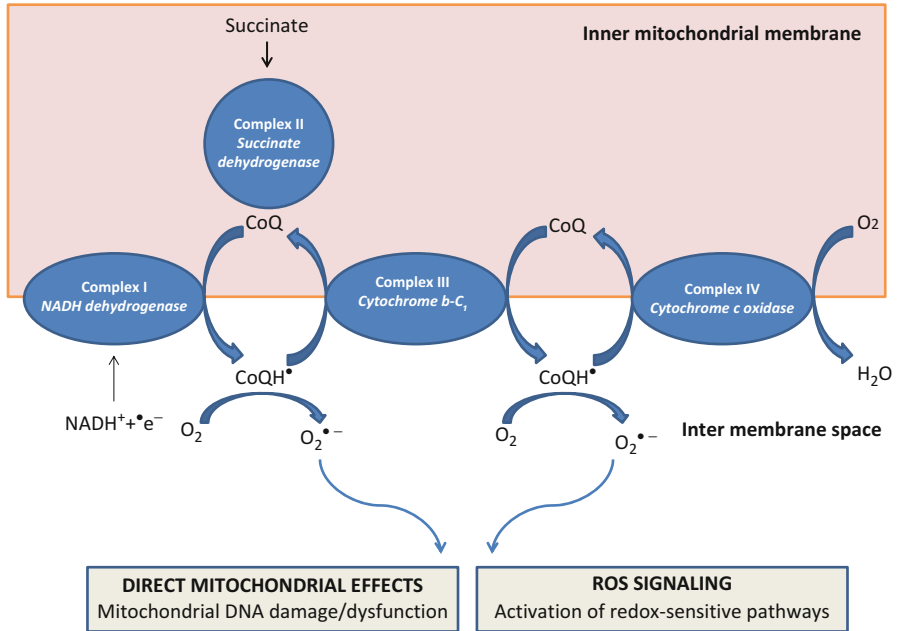 Succinate
Inner mitochondrial membrane
Complex II
Succinate
dehydrogenase
CoQ
CoQ
O2
Complex I
NADH dehydrogenase
Complex III
Cytochrome b-C₁
Complex IV
Cytochrome c oxidase
CoQH•
CoQH•
H₂O
NADH⁺+•e⁻
O₂
O₂•⁻
O₂
O₂•⁻
Inter membrane space
DIRECT MITOCHONDRIAL EFFECTS
Mitochondrial DNA damage/dysfunction
ROS SIGNALING
Activation of redox-sensitive pathways